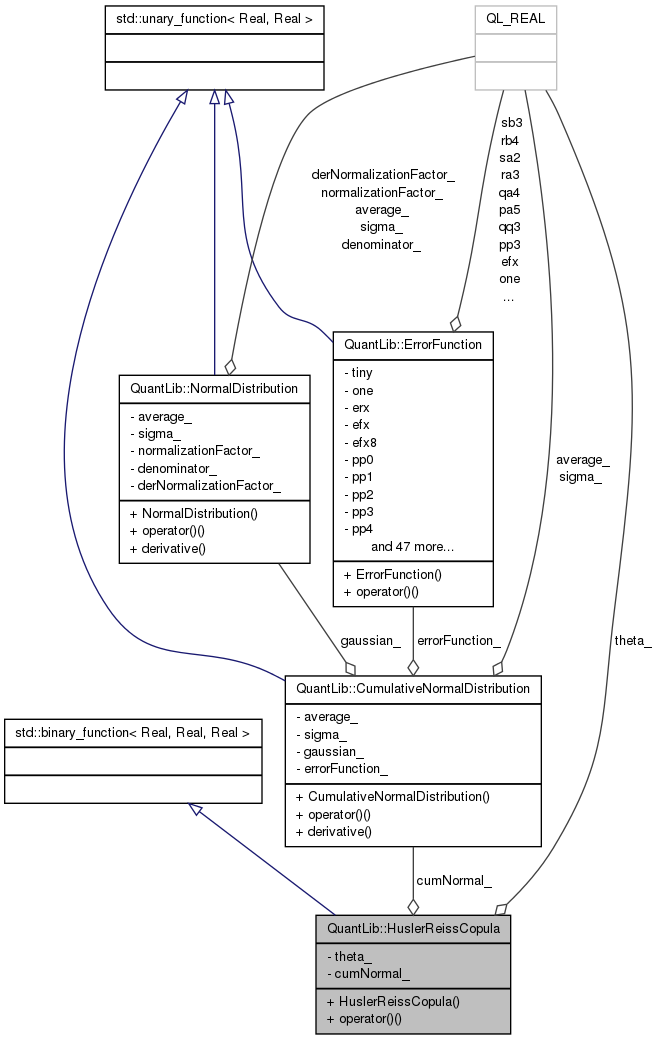 std::unary_function< Real, Real >
QL_REAL
sb3
rb4
sa2
ra3
qa4
pa5
qq3
pp3
efx
one
...
derNormalizationFactor_
normalizationFactor_
average_
sigma_
denominator_
QuantLib::ErrorFunction
- tiny
- one
- erx
- efx
- efx8
- pp0
- pp1
- pp2
- pp3
- pp4
and 47 more...
+ ErrorFunction()
+ operator()()
QuantLib::NormalDistribution
- average_
- sigma_
- normalizationFactor_
- denominator_
- derNormalizationFactor_
+ NormalDistribution()
+ operator()()
+ derivative()
average_
sigma_
gaussian_
errorFunction_
theta_
QuantLib::CumulativeNormalDistribution
- average_
- sigma_
- gaussian_
- errorFunction_
+ CumulativeNormalDistribution()
+ operator()()
+ derivative()
std::binary_function< Real, Real, Real >
cumNormal_
QuantLib::HuslerReissCopula
- theta_
- cumNormal_
+ HuslerReissCopula()
+ operator()()